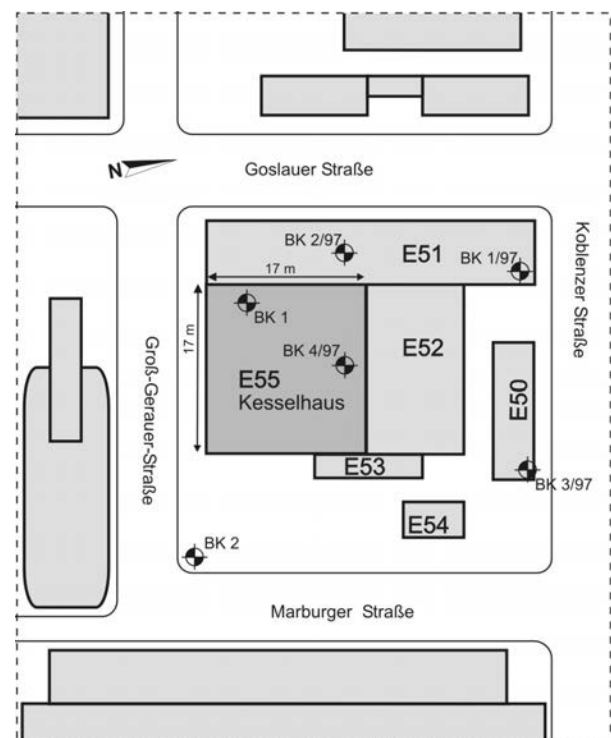 N
Goslauer Straße
BK 2/97
E51
BK 1/97
Koblenzer Straße
17 m
17 m
BK 1
BK 4/97
E52
E55
Kesselhaus
E50
Groß-Gerauer-Straße
E53
BK 3/97
E54
BK 2
Marburger Straße